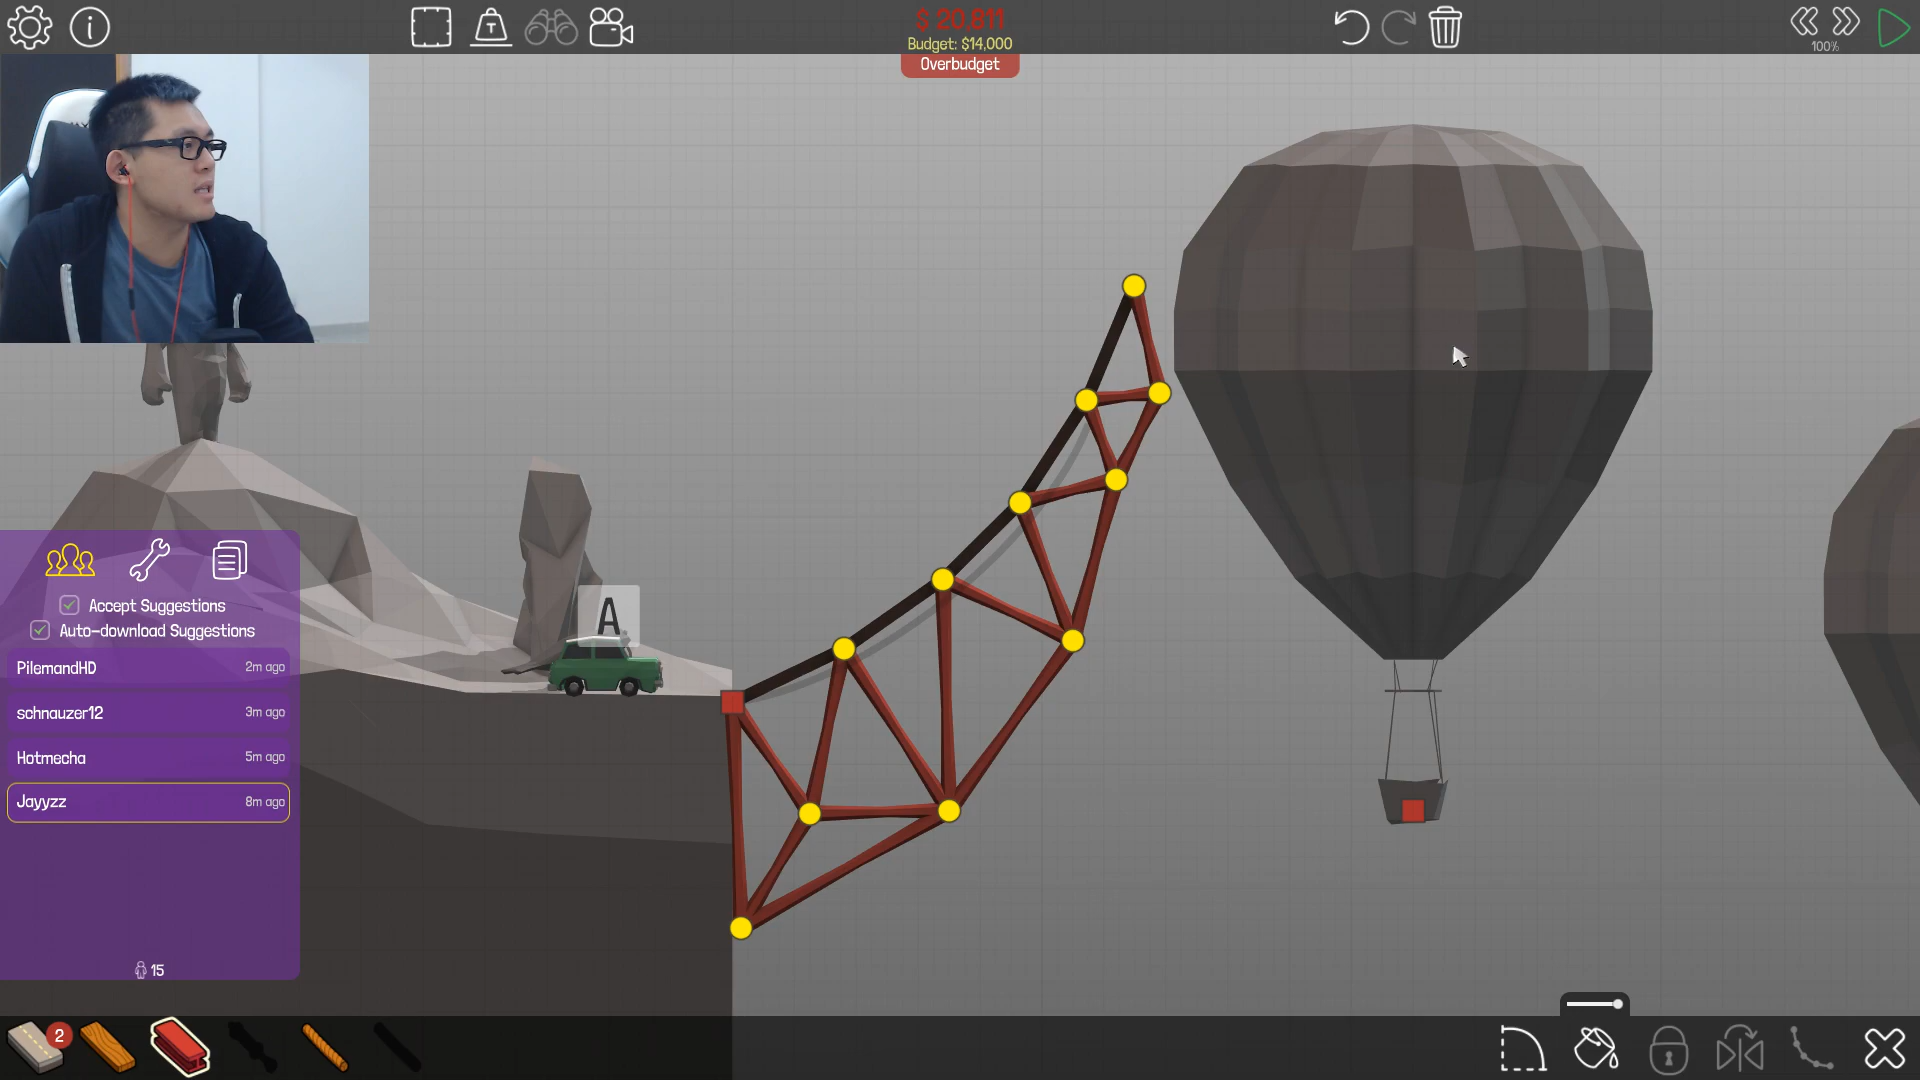 $ 20,811
Budget: $14,000
Overbudget
100%
T
A
Accept Suggestions
Auto-download Suggestions
PilemandHD 2m ago
schnauzer12 3m ago
Hotmecha 5m ago
Jayyzz 8m ago
15
2